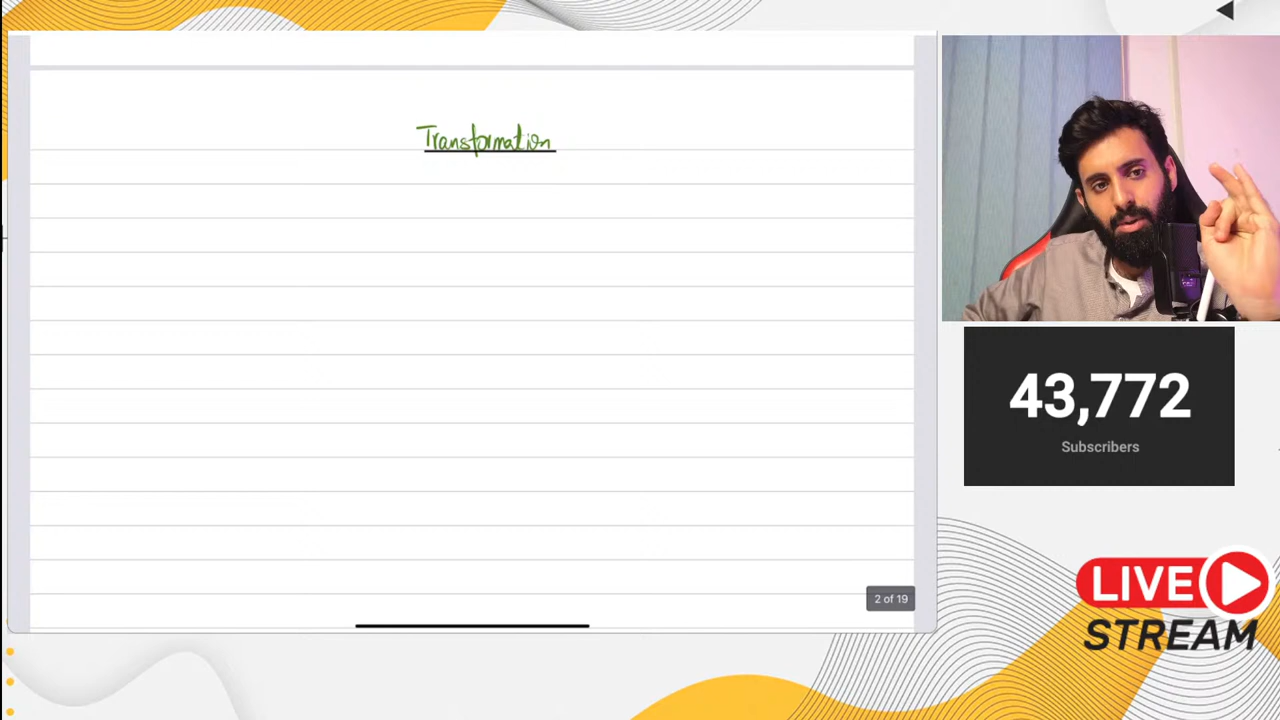 Transformation
43,772
Subscribers
2 of 19
LIVE
STREAM